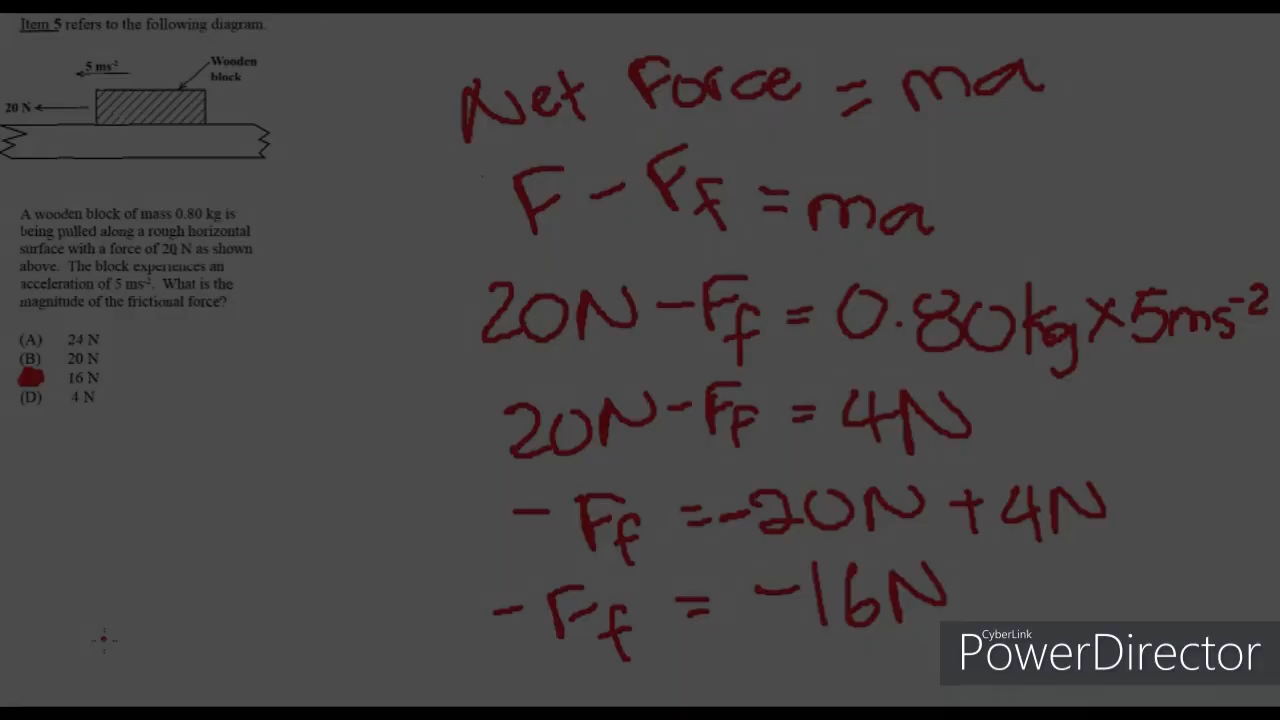 Item 5 refers to the following diagram.
5 ms⁻²
Wooden
block
20 N
A wooden block of mass 0.80 kg is
being pulled along a rough horizontal
surface with a force of 20 N as shown
above. The block experiences an
acceleration of 5 ms⁻². What is the
magnitude of the frictional force?
(A) 24 N
(B) 20 N
16 N
(D) 4 N
Net Force = ma
F - Ff = ma
20N - Ff = 0.80kg × 5ms⁻²
20N - FF = 4N
- Ff = -20N + 4N
- Ff = -16N
CyberLink
PowerDirector